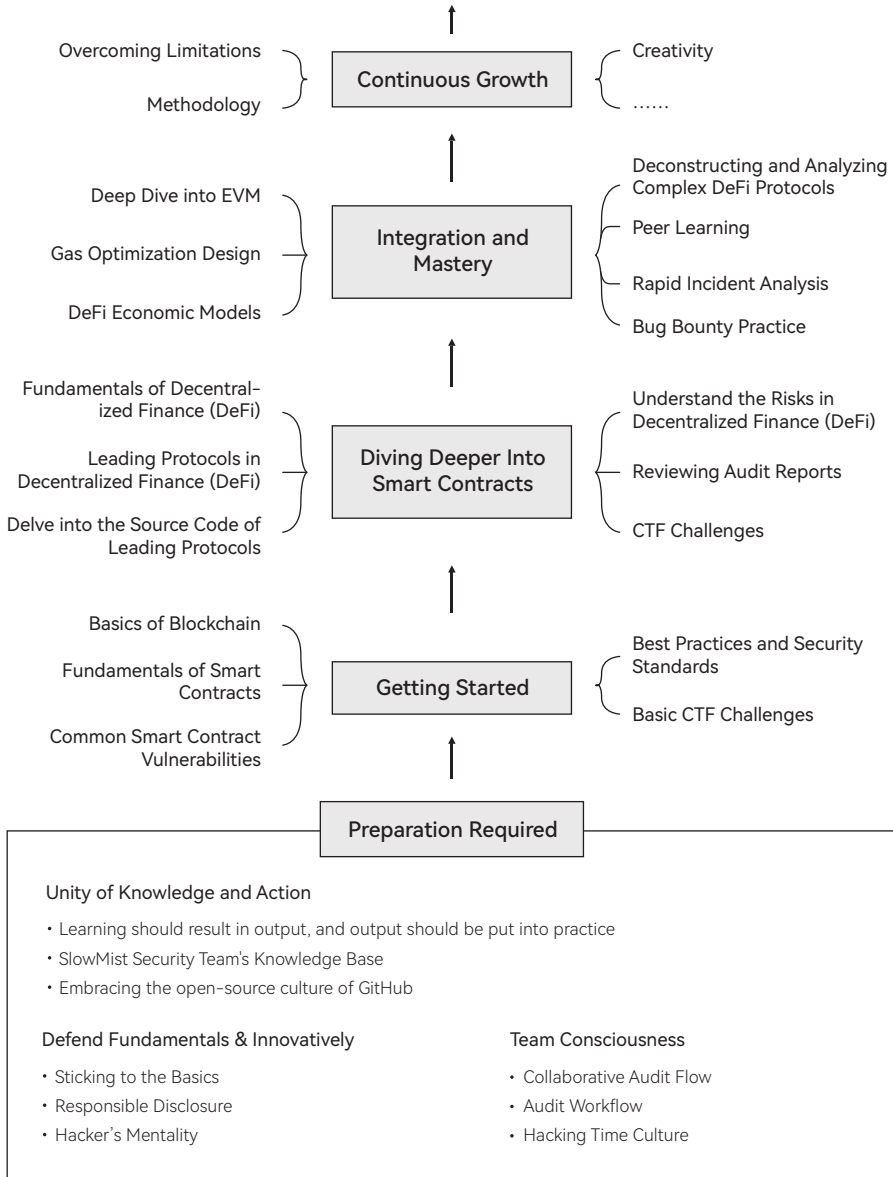 Overcoming Limitations
Methodology
Continuous Growth
Creativity
......
Deep Dive into EVM
Gas Optimization Design
DeFi Economic Models
Integration and
Mastery
Deconstructing and Analyzing
Complex DeFi Protocols
Peer Learning
Rapid Incident Analysis
Bug Bounty Practice
Fundamentals of Decentral-
ized Finance (DeFi)
Leading Protocols in
Decentralized Finance (DeFi)
Delve into the Source Code of
Leading Protocols
Diving Deeper Into
Smart Contracts
Understand the Risks in
Decentralized Finance (DeFi)
Reviewing Audit Reports
CTF Challenges
Basics of Blockchain
Fundamentals of Smart
Contracts
Common Smart Contract
Vulnerabilities
Getting Started
Best Practices and Security
Standards
Basic CTF Challenges
Preparation Required
Unity of Knowledge and Action
• Learning should result in output, and output should be put into practice
• SlowMist Security Team's Knowledge Base
• Embracing the open-source culture of GitHub
Defend Fundamentals & Innovatively
• Sticking to the Basics
• Responsible Disclosure
• Hacker's Mentality
Team Consciousness
• Collaborative Audit Flow
• Audit Workflow
• Hacking Time Culture